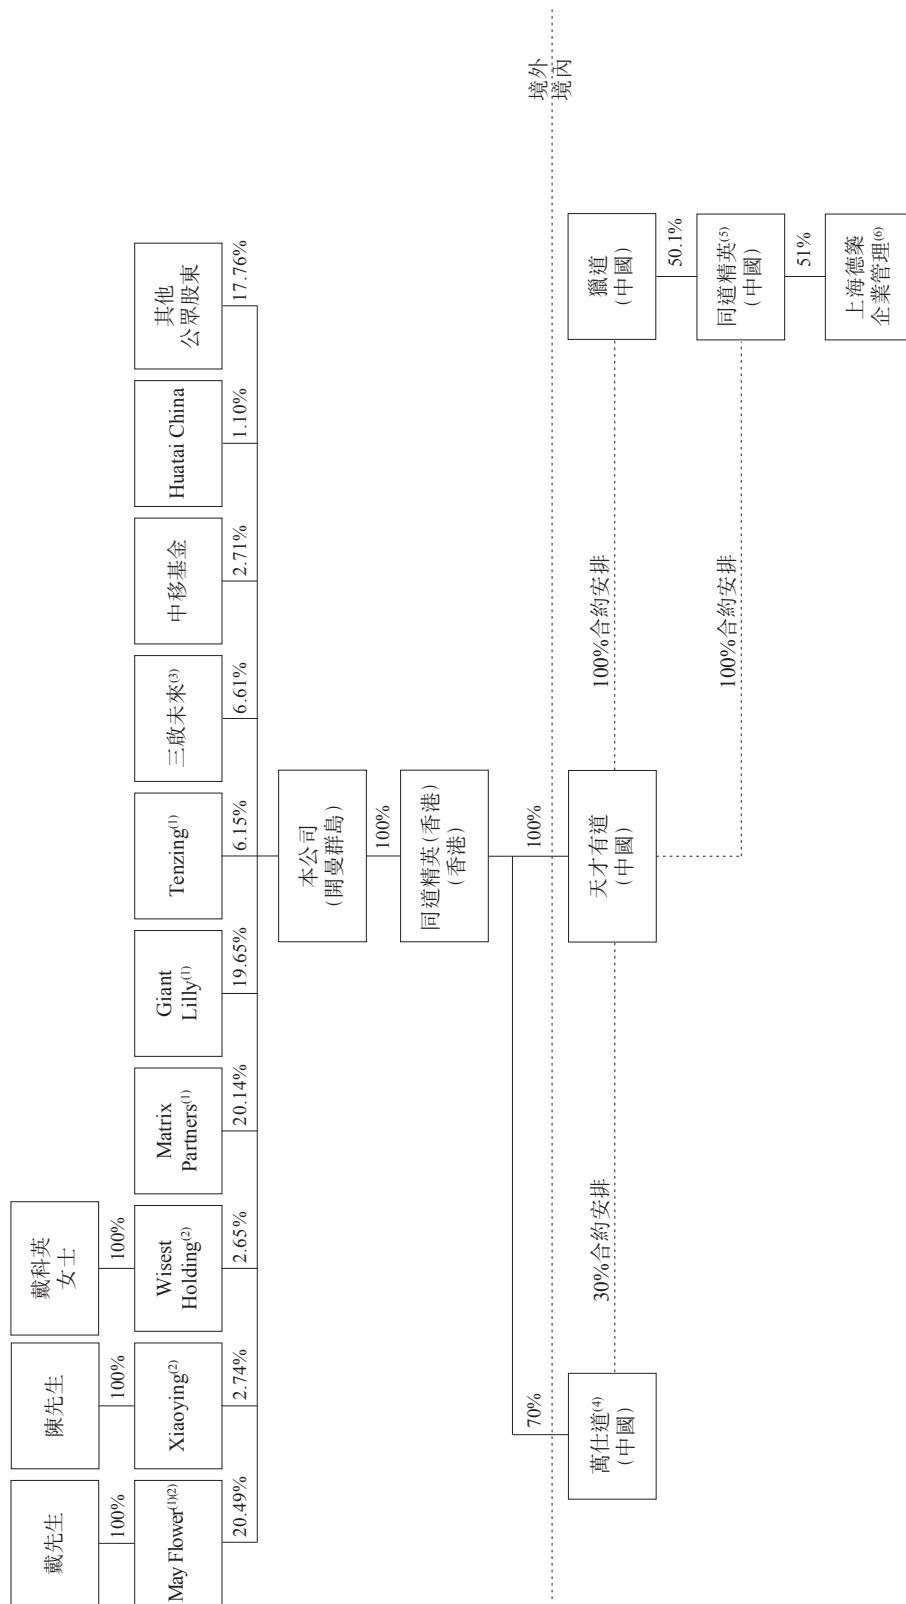 戴先生
陳先生
戴科英
女士
100%
100%
100%
May Flower(1)(2)
Xiaoying(2)
Wisest
Holding(2)
Matrix
Partners(1)
Giant
Lilly(1)
Tenzing(1)
三啟未來(3)
中移基金
Huatai China
其他
公眾股東
20.49%
2.74%
2.65%
20.14%
19.65%
6.15%
6.61%
2.71%
1.10%
17.76%
本公司
(開曼群島)
100%
同道精英(香港)
(香港)
境外
境內
70%
100%
萬仕道(4)
(中國)
30%合約安排
天才有道
(中國)
100%合約安排
獵道
(中國)
50.1%
100%合約安排
同道精英(5)
(中國)
51%
上海德築
企業管理(6)